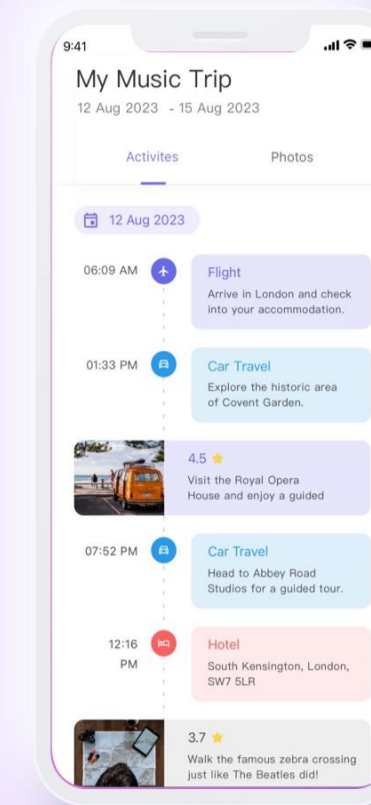 9:41
My Music Trip
12 Aug 2023 - 15 Aug 2023
Activites
Photos
12 Aug 2023
06:09 AM
Flight
Arrive in London and check
into your accommodation.
01:33 PM
Car Travel
Explore the historic area
of Covent Garden.
4.5
Visit the Royal Opera
House and enjoy a guided
07:52 PM
Car Travel
Head to Abbey Road
Studios for a guided tour.
12:16
PM
Hotel
South Kensington, London,
SW7 5LR
3.7
Walk the famous zebra crossing
just like The Beatles did!